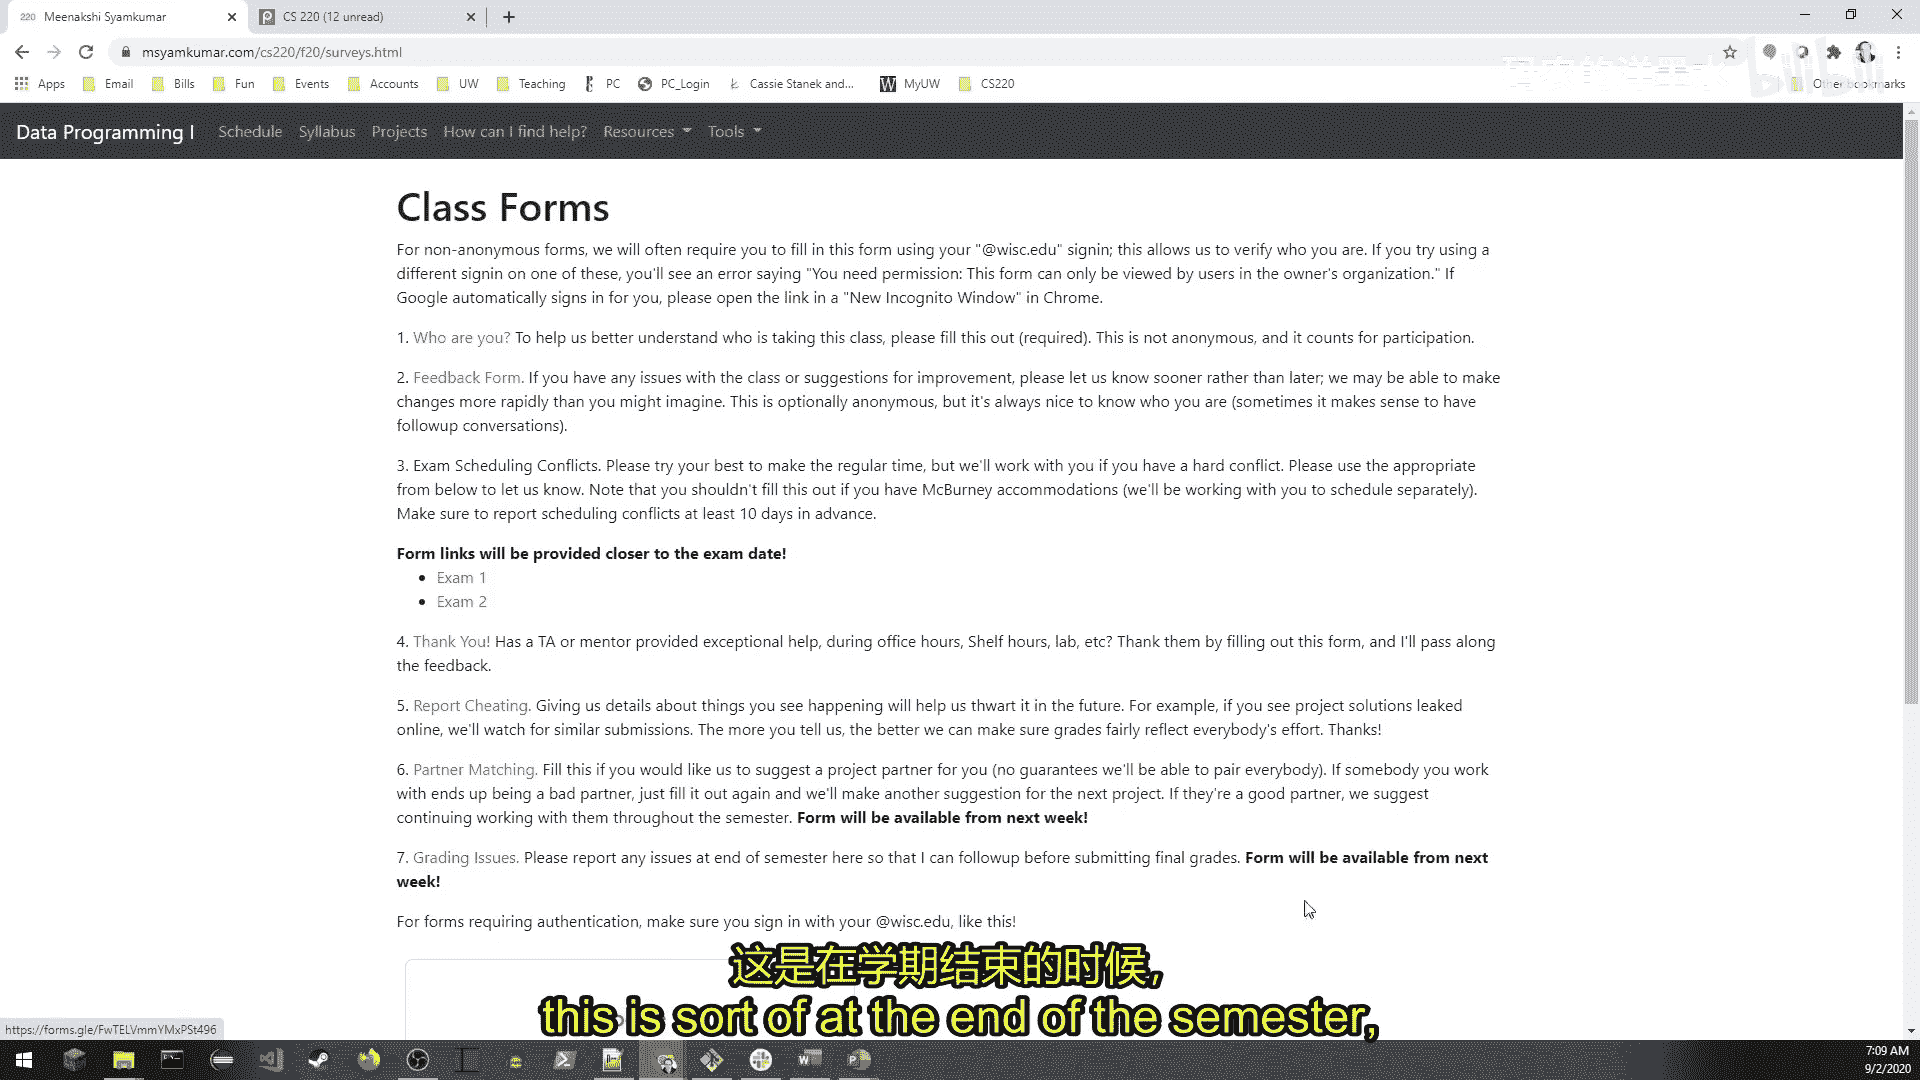 220 Meenakshi Syamkumar
CS 220 (12 unread)
msyamkumar.com/cs220/f20/surveys.html
Apps Email Bills Fun Events Accounts UW Teaching PC PC_Login Cassie Stanek and... MyUW CS220 Other bookmarks
bilibili
Data Programming I Schedule Syllabus Projects How can I find help? Resources Tools
Class Forms
For non-anonymous forms, we will often require you to fill in this form using your "@wisc.edu" signin; this allows us to verify who you are. If you try using a
different signin on one of these, you'll see an error saying "You need permission: This form can only be viewed by users in the owner's organization." If
Google automatically signs in for you, please open the link in a "New Incognito Window" in Chrome.
1. Who are you? To help us better understand who is taking this class, please fill this out (required). This is not anonymous, and it counts for participation.
2. Feedback Form. If you have any issues with the class or suggestions for improvement, please let us know sooner rather than later; we may be able to make
changes more rapidly than you might imagine. This is optionally anonymous, but it's always nice to know who you are (sometimes it makes sense to have
followup conversations).
3. Exam Scheduling Conflicts. Please try your best to make the regular time, but we'll work with you if you have a hard conflict. Please use the appropriate
from below to let us know. Note that you shouldn't fill this out if you have McBurney accommodations (we'll be working with you to schedule separately).
Make sure to report scheduling conflicts at least 10 days in advance.
Form links will be provided closer to the exam date!
Exam 1
Exam 2
4. Thank You! Has a TA or mentor provided exceptional help, during office hours, Shelf hours, lab, etc? Thank them by filling out this form, and I'll pass along
the feedback.
5. Report Cheating. Giving us details about things you see happening will help us thwart it in the future. For example, if you see project solutions leaked
online, we'll watch for similar submissions. The more you tell us, the better we can make sure grades fairly reflect everybody's effort. Thanks!
6. Partner Matching. Fill this if you would like us to suggest a project partner for you (no guarantees we'll be able to pair everybody). If somebody you work
with ends up being a bad partner, just fill it out again and we'll make another suggestion for the next project. If they're a good partner, we suggest
continuing working with them throughout the semester. Form will be available from next week!
7. Grading Issues. Please report any issues at end of semester here so that I can followup before submitting final grades. Form will be available from next
week!
For forms requiring authentication, make sure you sign in with your @wisc.edu, like this!
这是在学期结束的时候,
this is sort of at the end of the semester,
https://forms.gle/FwTELVmmYMxPSt496
7:09 AM
9/2/2020